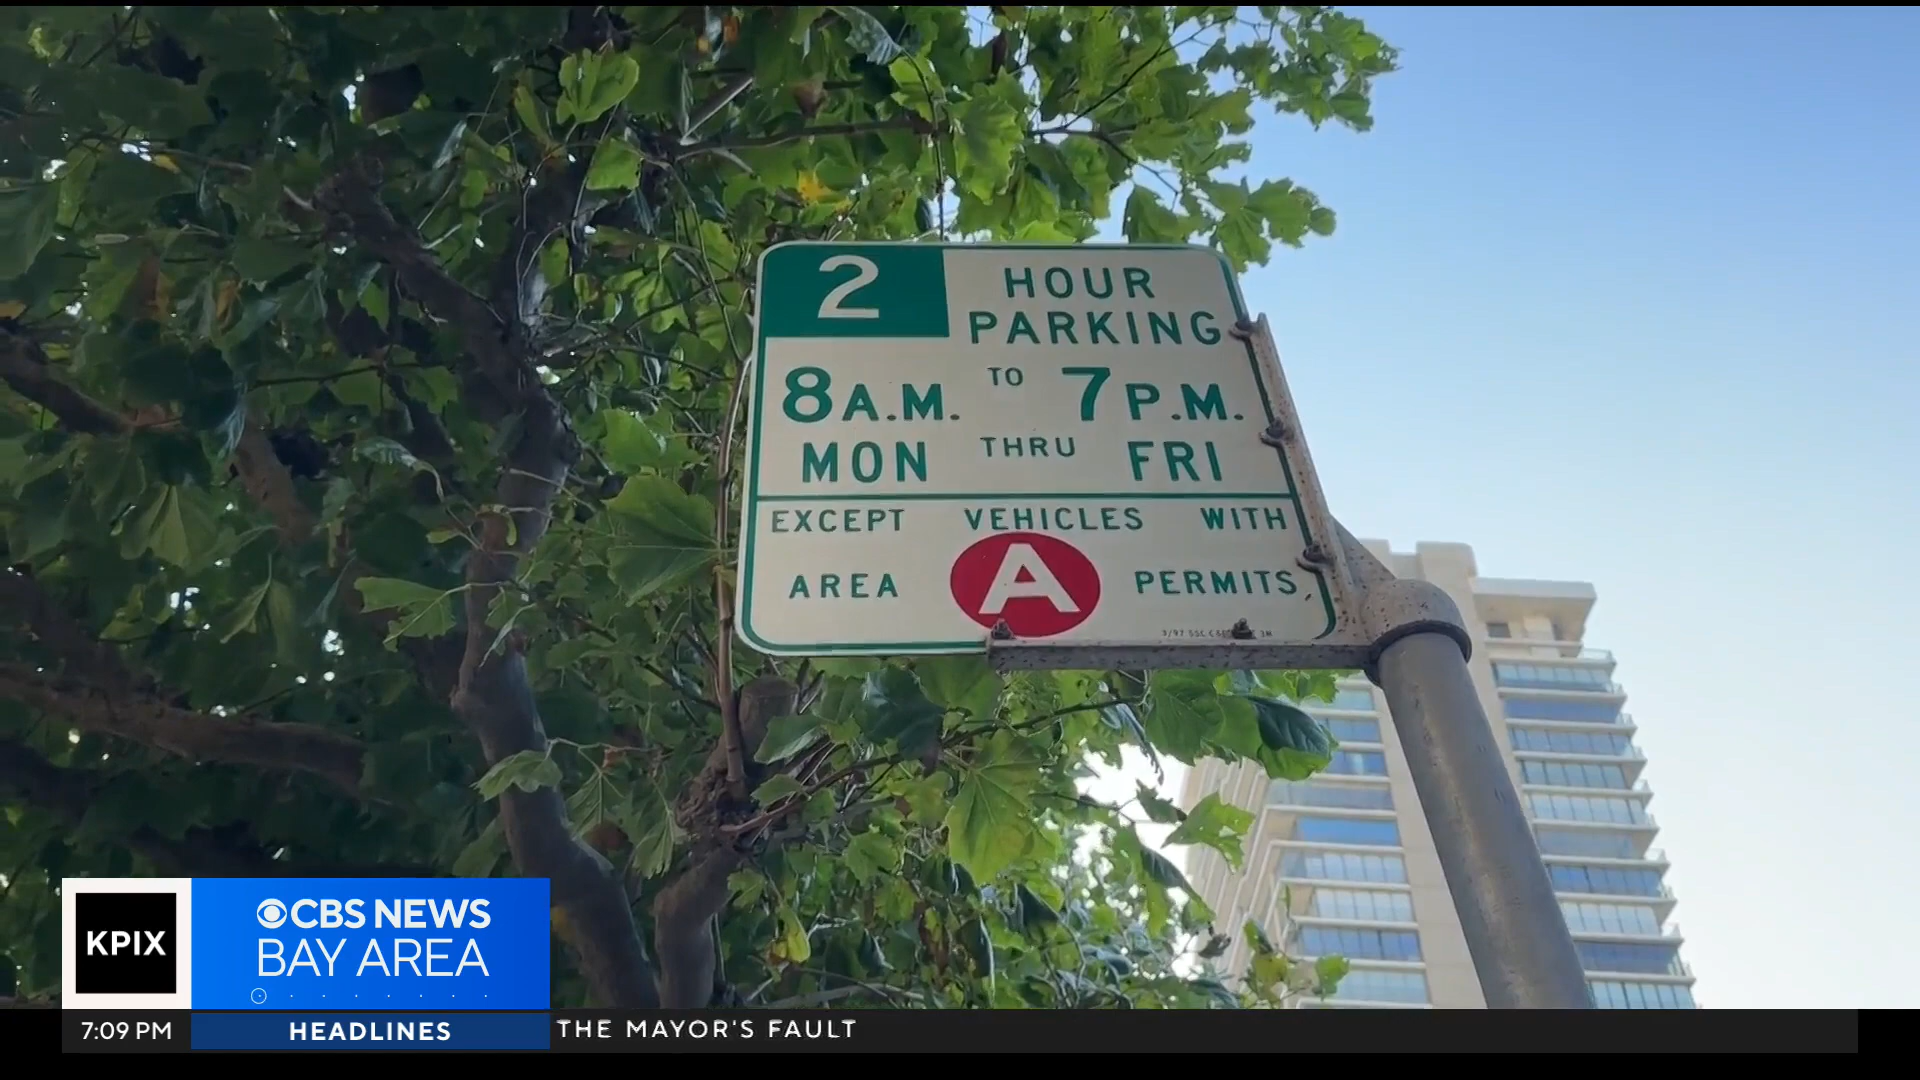 2 HOUR
PARKING
8 A.M. TO 7 P.M.
MON THRU FRI
EXCEPT VEHICLES WITH
AREA A PERMITS
KPIX
CBS NEWS
BAY AREA
7:09 PM
HEADLINES
THE MAYOR'S FAULT